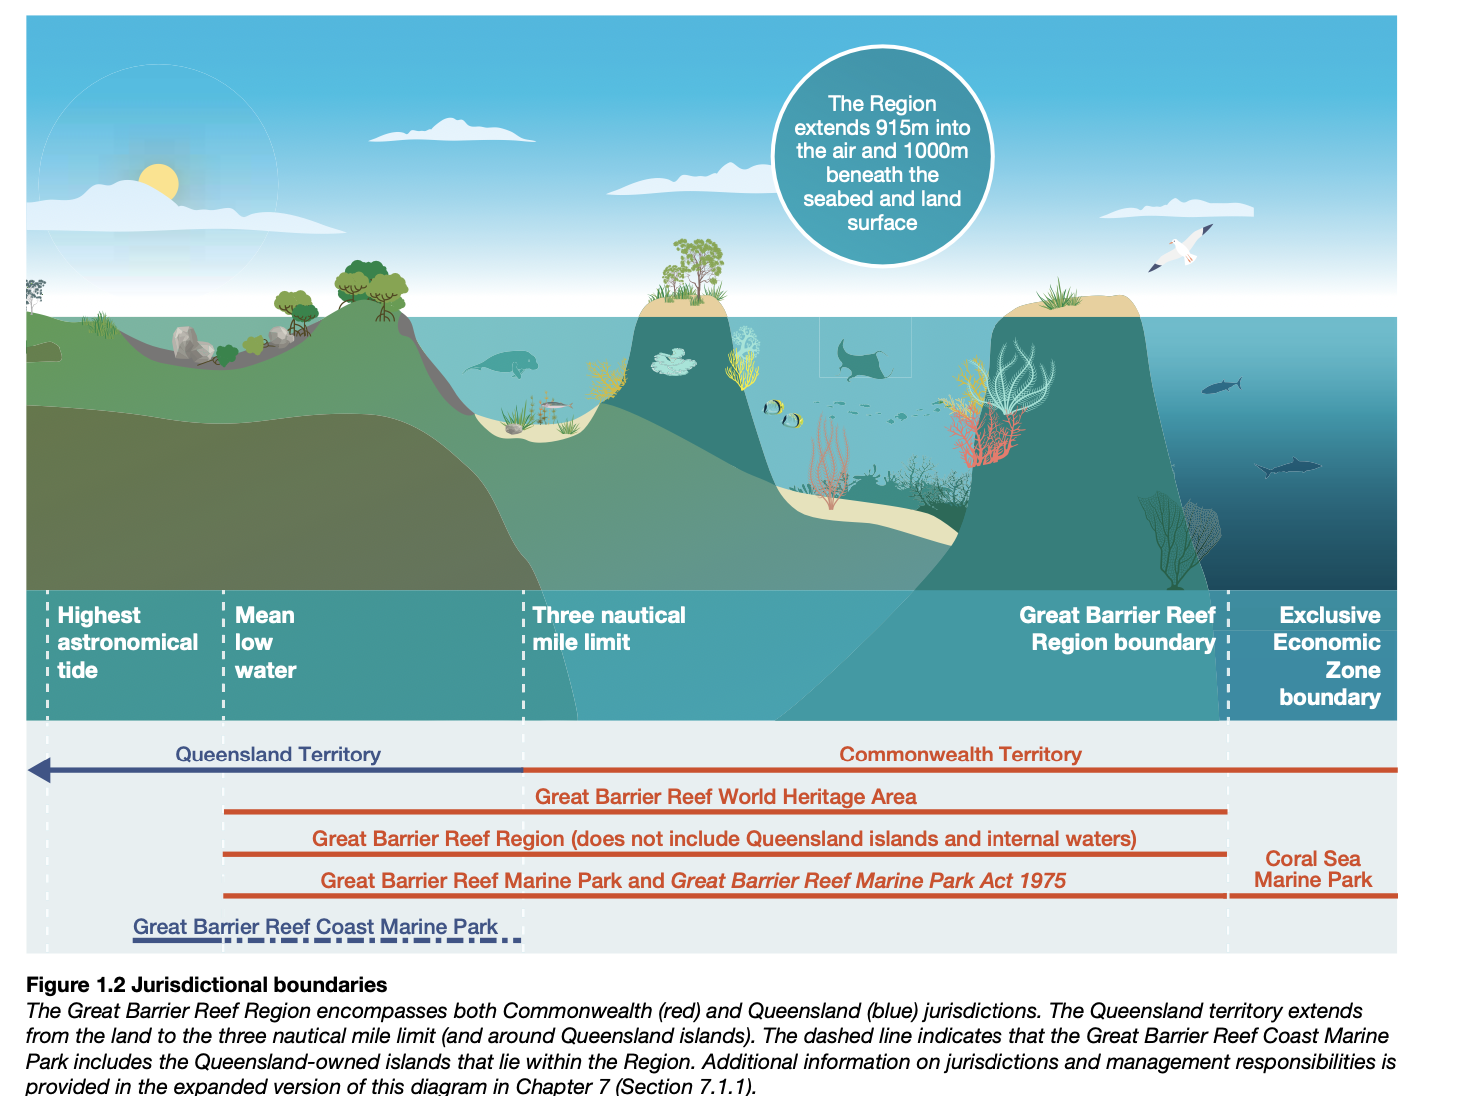 The Region
extends 915m into
the air and 1000m
beneath the
seabed and land
surface
Highest
astronomical
tide
Mean
low
water
Three nautical
mile limit
Great Barrier Reef
Region boundary
Exclusive
Economic
Zone
boundary
Queensland Territory
Commonwealth Territory
Great Barrier Reef World Heritage Area
Great Barrier Reef Region (does not include Queensland islands and internal waters)
Great Barrier Reef Marine Park and Great Barrier Reef Marine Park Act 1975
Coral Sea
Marine Park
Great Barrier Reef Coast Marine Park
Figure 1.2 Jurisdictional boundaries
The Great Barrier Reef Region encompasses both Commonwealth (red) and Queensland (blue) jurisdictions. The Queensland territory extends
from the land to the three nautical mile limit (and around Queensland islands). The dashed line indicates that the Great Barrier Reef Coast Marine
Park includes the Queensland-owned islands that lie within the Region. Additional information on jurisdictions and management responsibilities is
provided in the expanded version of this diagram in Chapter 7 (Section 7.1.1).